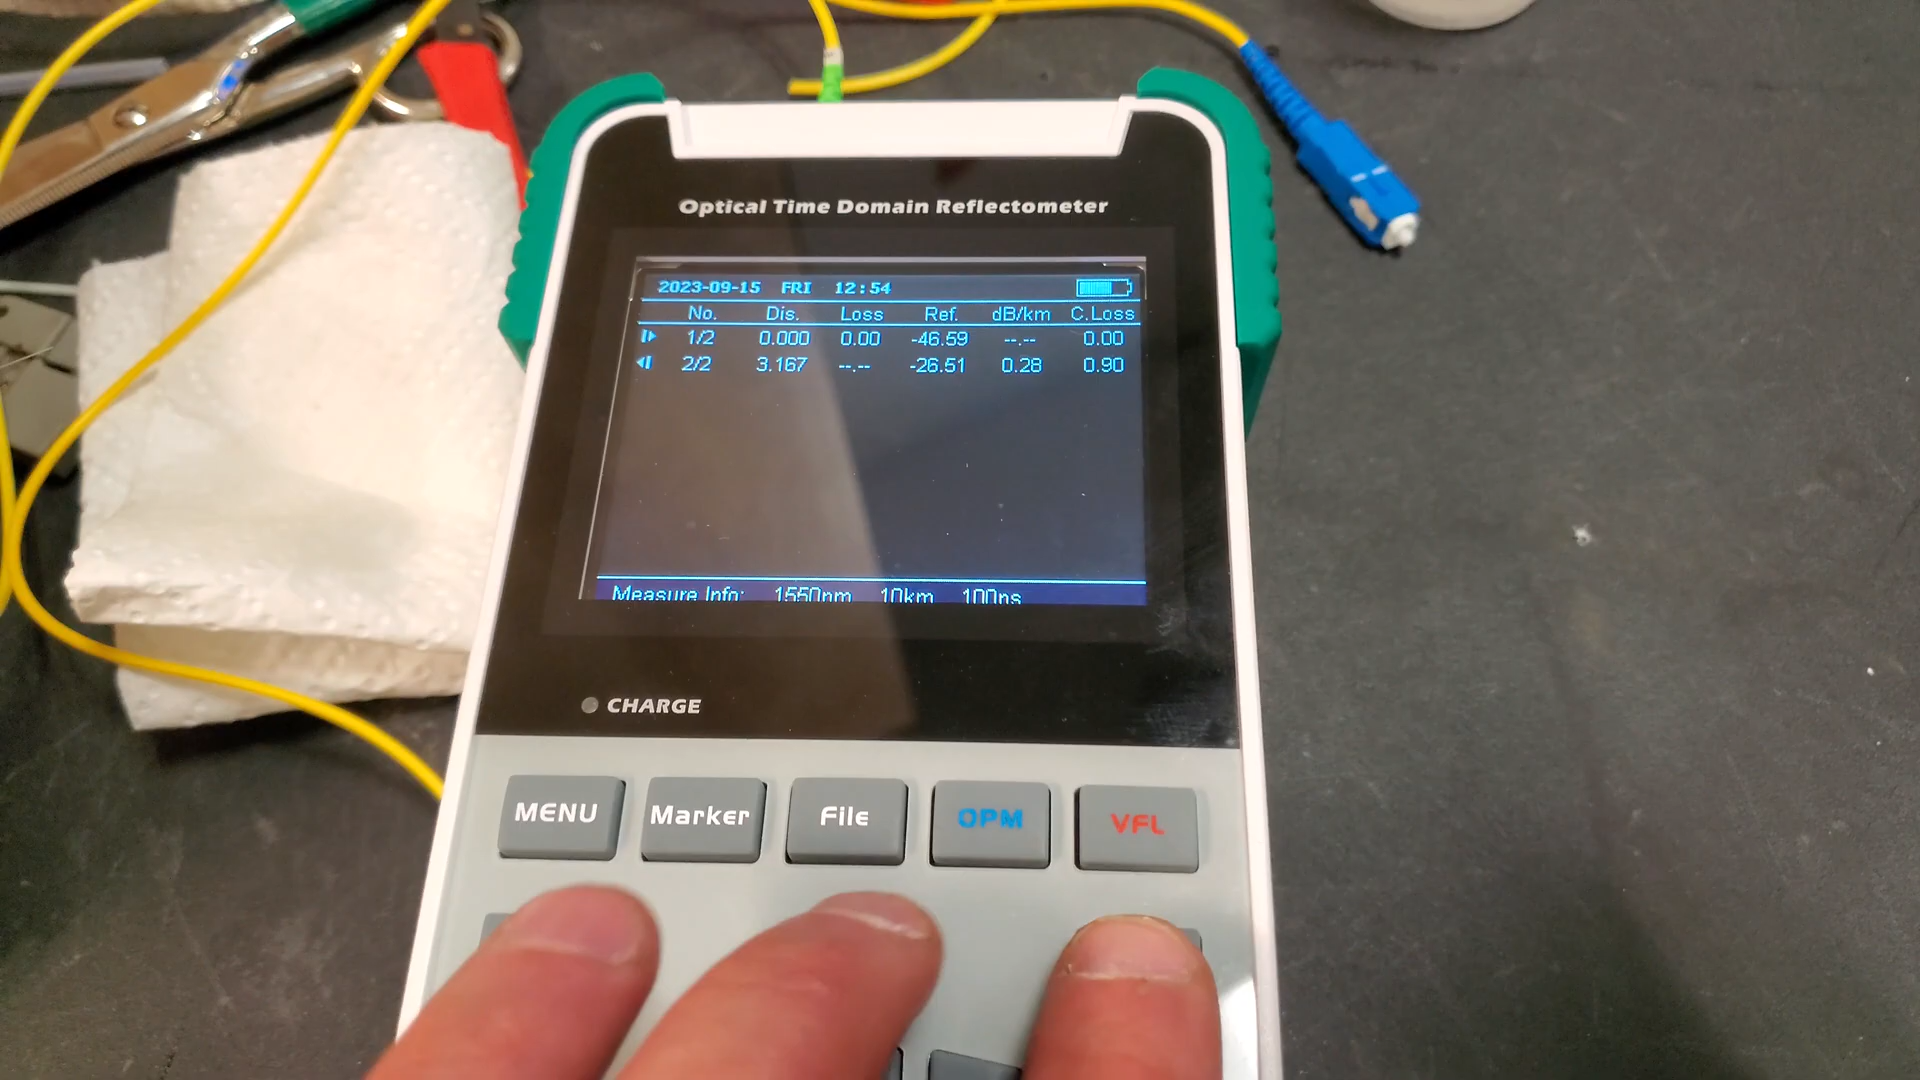 Optical Time Domain Reflectometer
2023-09-15 FRI 12:54
No. Dis. Loss Ref. dB/km C.Loss
1/2 0.000 0.00 -46.59 --.-- 0.00
2/2 3.167 --.-- -26.51 0.28 0.90
Measure Info: 1550nm 10km 100ns
CHARGE
MENU Marker File OPM VFL